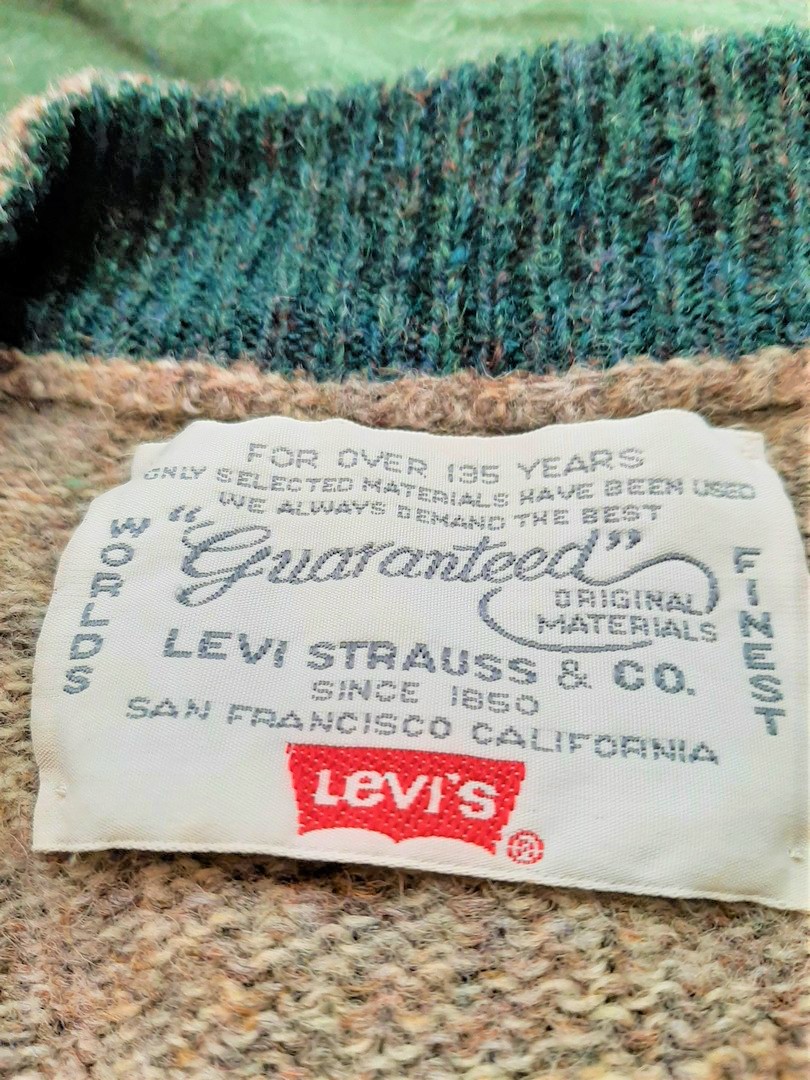 FOR OVER 135 YEARS
ONLY SELECTED MATERIALS HAVE BEEN USED
WE ALWAYS DEMAND THE BEST
WORLDS
"Guaranteed"
ORIGINAL
MATERIALS
FINEST
LEVI STRAUSS & CO.
SINCE 1850
SAN FRANCISCO CALIFORNIA
LEVI'S
®